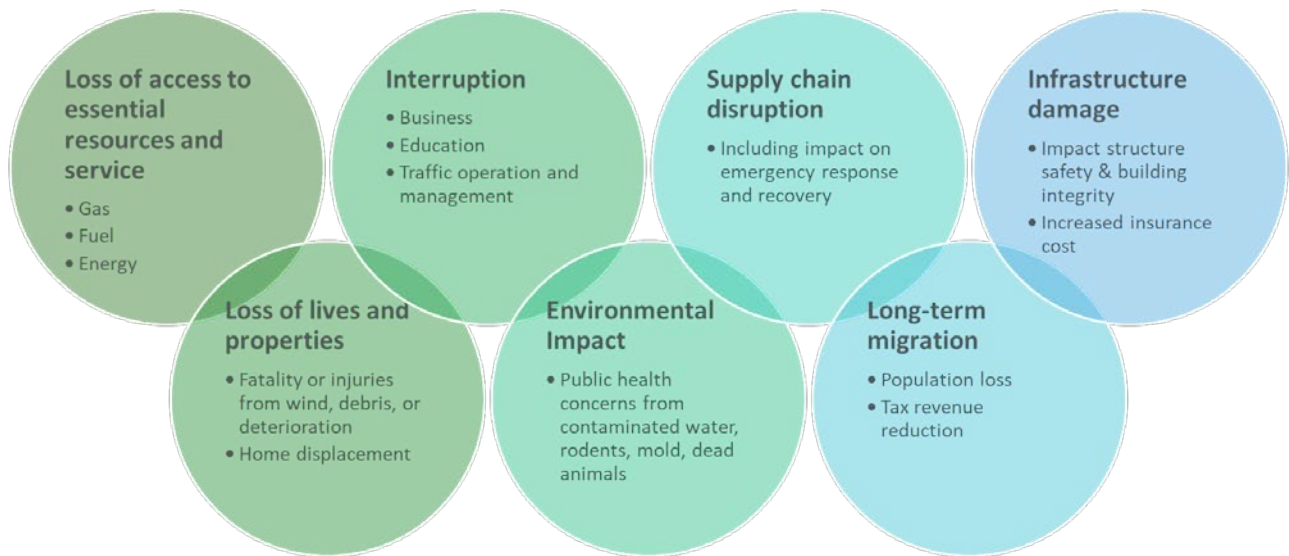 Loss of access to
essential
resources and
service
• Gas
• Fuel
• Energy
Loss of lives and
properties
• Fatality or injuries
from wind, debris, or
deterioration
• Home displacement
Interruption
• Business
• Education
• Traffic operation and
management
Environmental
Impact
• Public health
concerns from
contaminated water,
rodents, mold, dead
animals
Supply chain
disruption
• Including impact on
emergency response
and recovery
Long-term
migration
• Population loss
• Tax revenue
reduction
Infrastructure
damage
• Impact structure
safety & building
integrity
• Increased insurance
cost